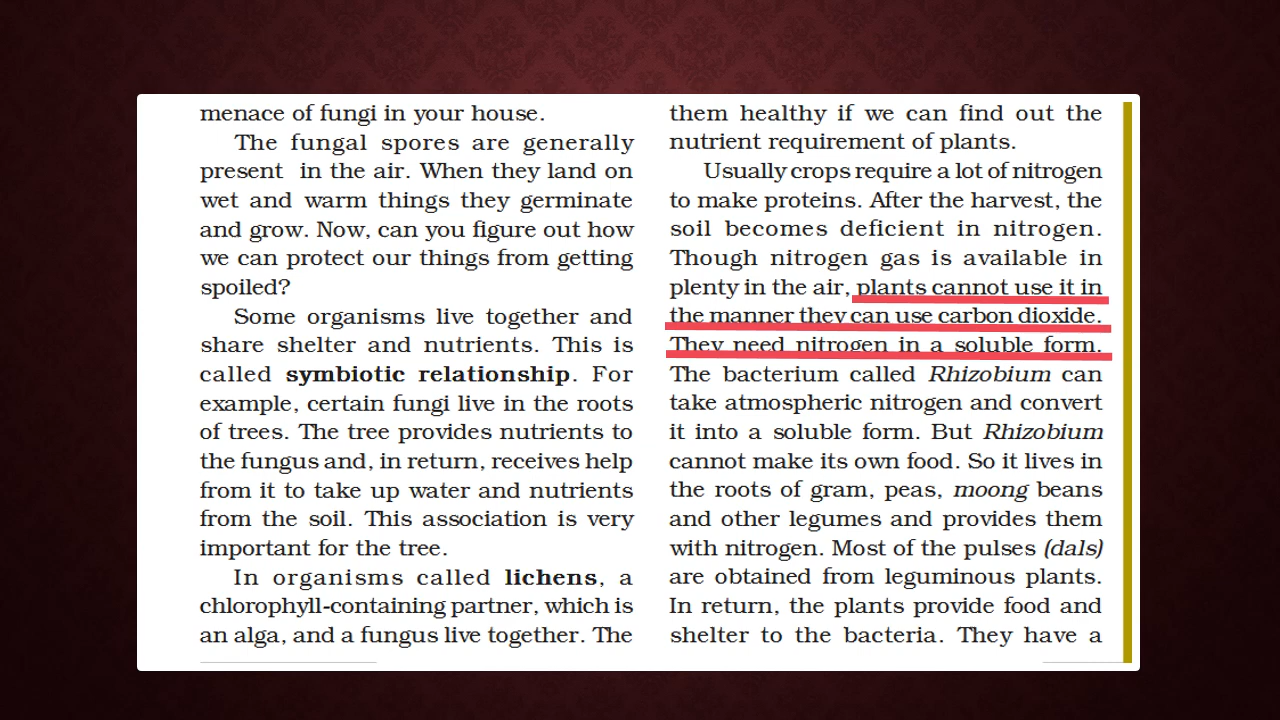 menace of fungi in your house.
The fungal spores are generally
present in the air. When they land on
wet and warm things they germinate
and grow. Now, can you figure out how
we can protect our things from getting
spoiled?
Some organisms live together and
share shelter and nutrients. This is
called symbiotic relationship. For
example, certain fungi live in the roots
of trees. The tree provides nutrients to
the fungus and, in return, receives help
from it to take up water and nutrients
from the soil. This association is very
important for the tree.
In organisms called lichens, a
chlorophyll-containing partner, which is
an alga, and a fungus live together. The
them healthy if we can find out the
nutrient requirement of plants.
Usually crops require a lot of nitrogen
to make proteins. After the harvest, the
soil becomes deficient in nitrogen.
Though nitrogen gas is available in
plenty in the air, plants cannot use it in
the manner they can use carbon dioxide.
They need nitrogen in a soluble form.
The bacterium called Rhizobium can
take atmospheric nitrogen and convert
it into a soluble form. But Rhizobium
cannot make its own food. So it lives in
the roots of gram, peas, moong beans
and other legumes and provides them
with nitrogen. Most of the pulses (dals)
are obtained from leguminous plants.
In return, the plants provide food and
shelter to the bacteria. They have a